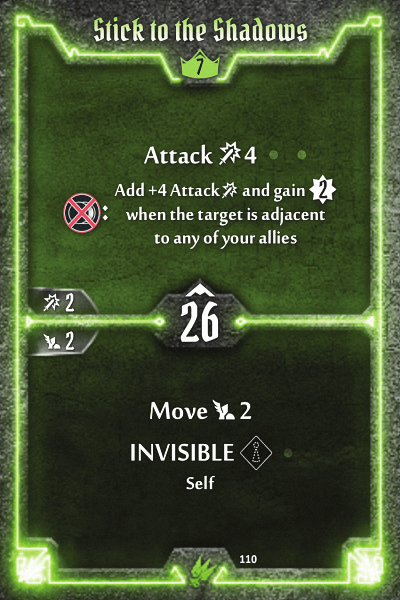 Stick to the Shadows
7
Attack 4
: Add +4 Attack and gain 2
when the target is adjacent
to any of your allies
2
26
2
Move 2
INVISIBLE
Self
110